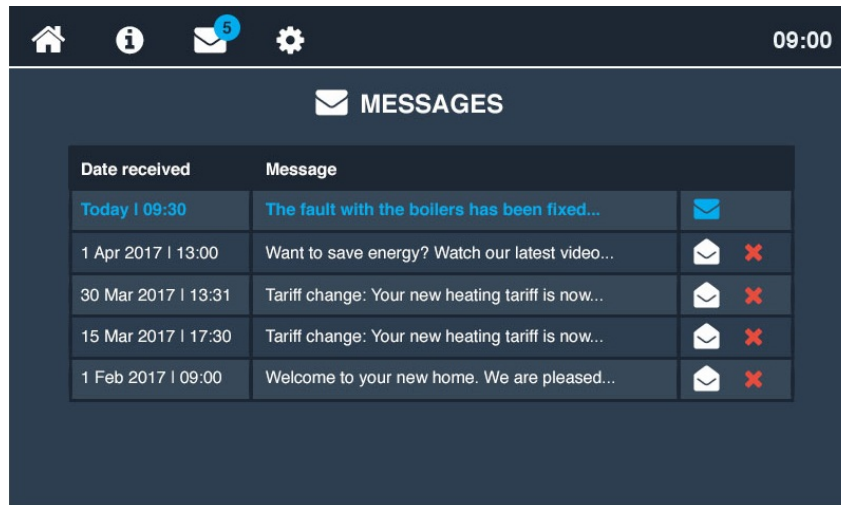 5
09:00
MESSAGES
Date received Message
Today | 09:30 The fault with the boilers has been fixed...
1 Apr 2017 | 13:00 Want to save energy? Watch our latest video...
30 Mar 2017 | 13:31 Tariff change: Your new heating tariff is now...
15 Mar 2017 | 17:30 Tariff change: Your new heating tariff is now...
1 Feb 2017 | 09:00 Welcome to your new home. We are pleased...